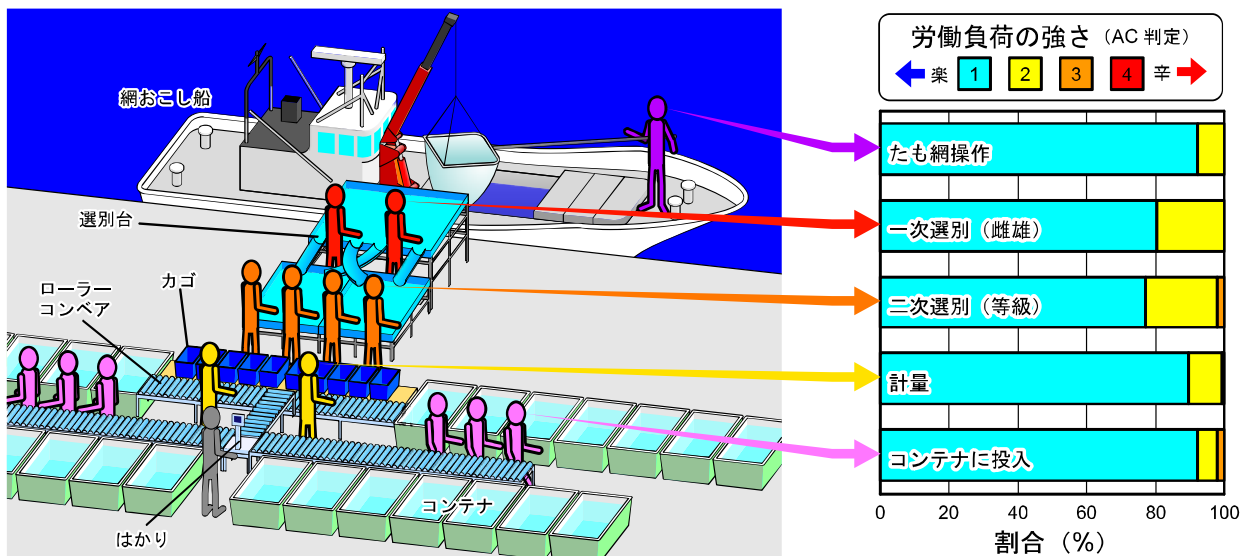 網おこし船
選別台
カゴ
ローラー
コンベア
コンテナ
はかり
労働負荷の強さ（AC 判定）
楽 1 2 3 4 辛
たも網操作
一次選別（雌雄）
二次選別（等級）
計量
コンテナに投入
0 20 40 60 80 100
割合（%）